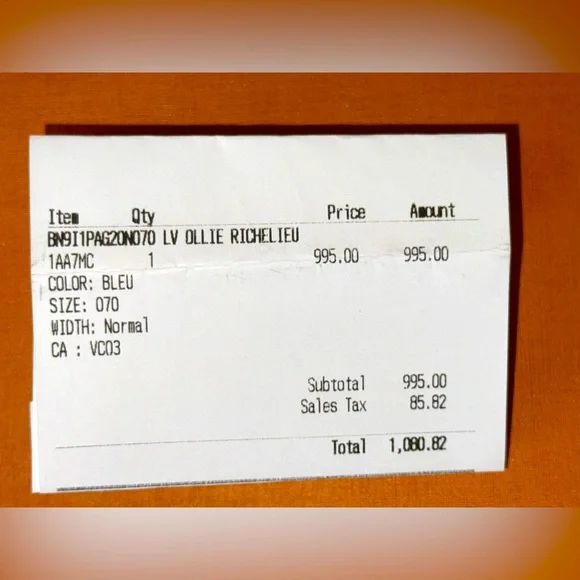 Item Qty Price Amount
BN9I1PAG20N070 LV OLLIE RICHELIEU
1AA7MC 1 995.00 995.00
COLOR: BLEU
SIZE: 070
WIDTH: Normal
CA : VC03
Subtotal 995.00
Sales Tax 85.82
Total 1,080.82